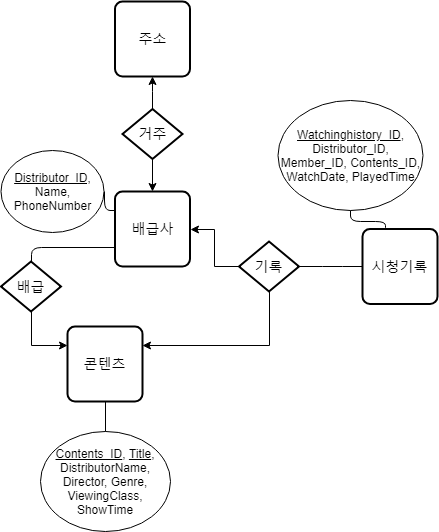 주소
거주
Watchinghistory_ID,
Distributor_ID,
Member_ID, Contents_ID,
WatchDate, PlayedTime
Distributor_ID,
Name,
PhoneNumber
배급사
배급
기록
시청기록
콘텐츠
Contents_ID, Title,
DistributorName,
Director, Genre,
ViewingClass,
ShowTime